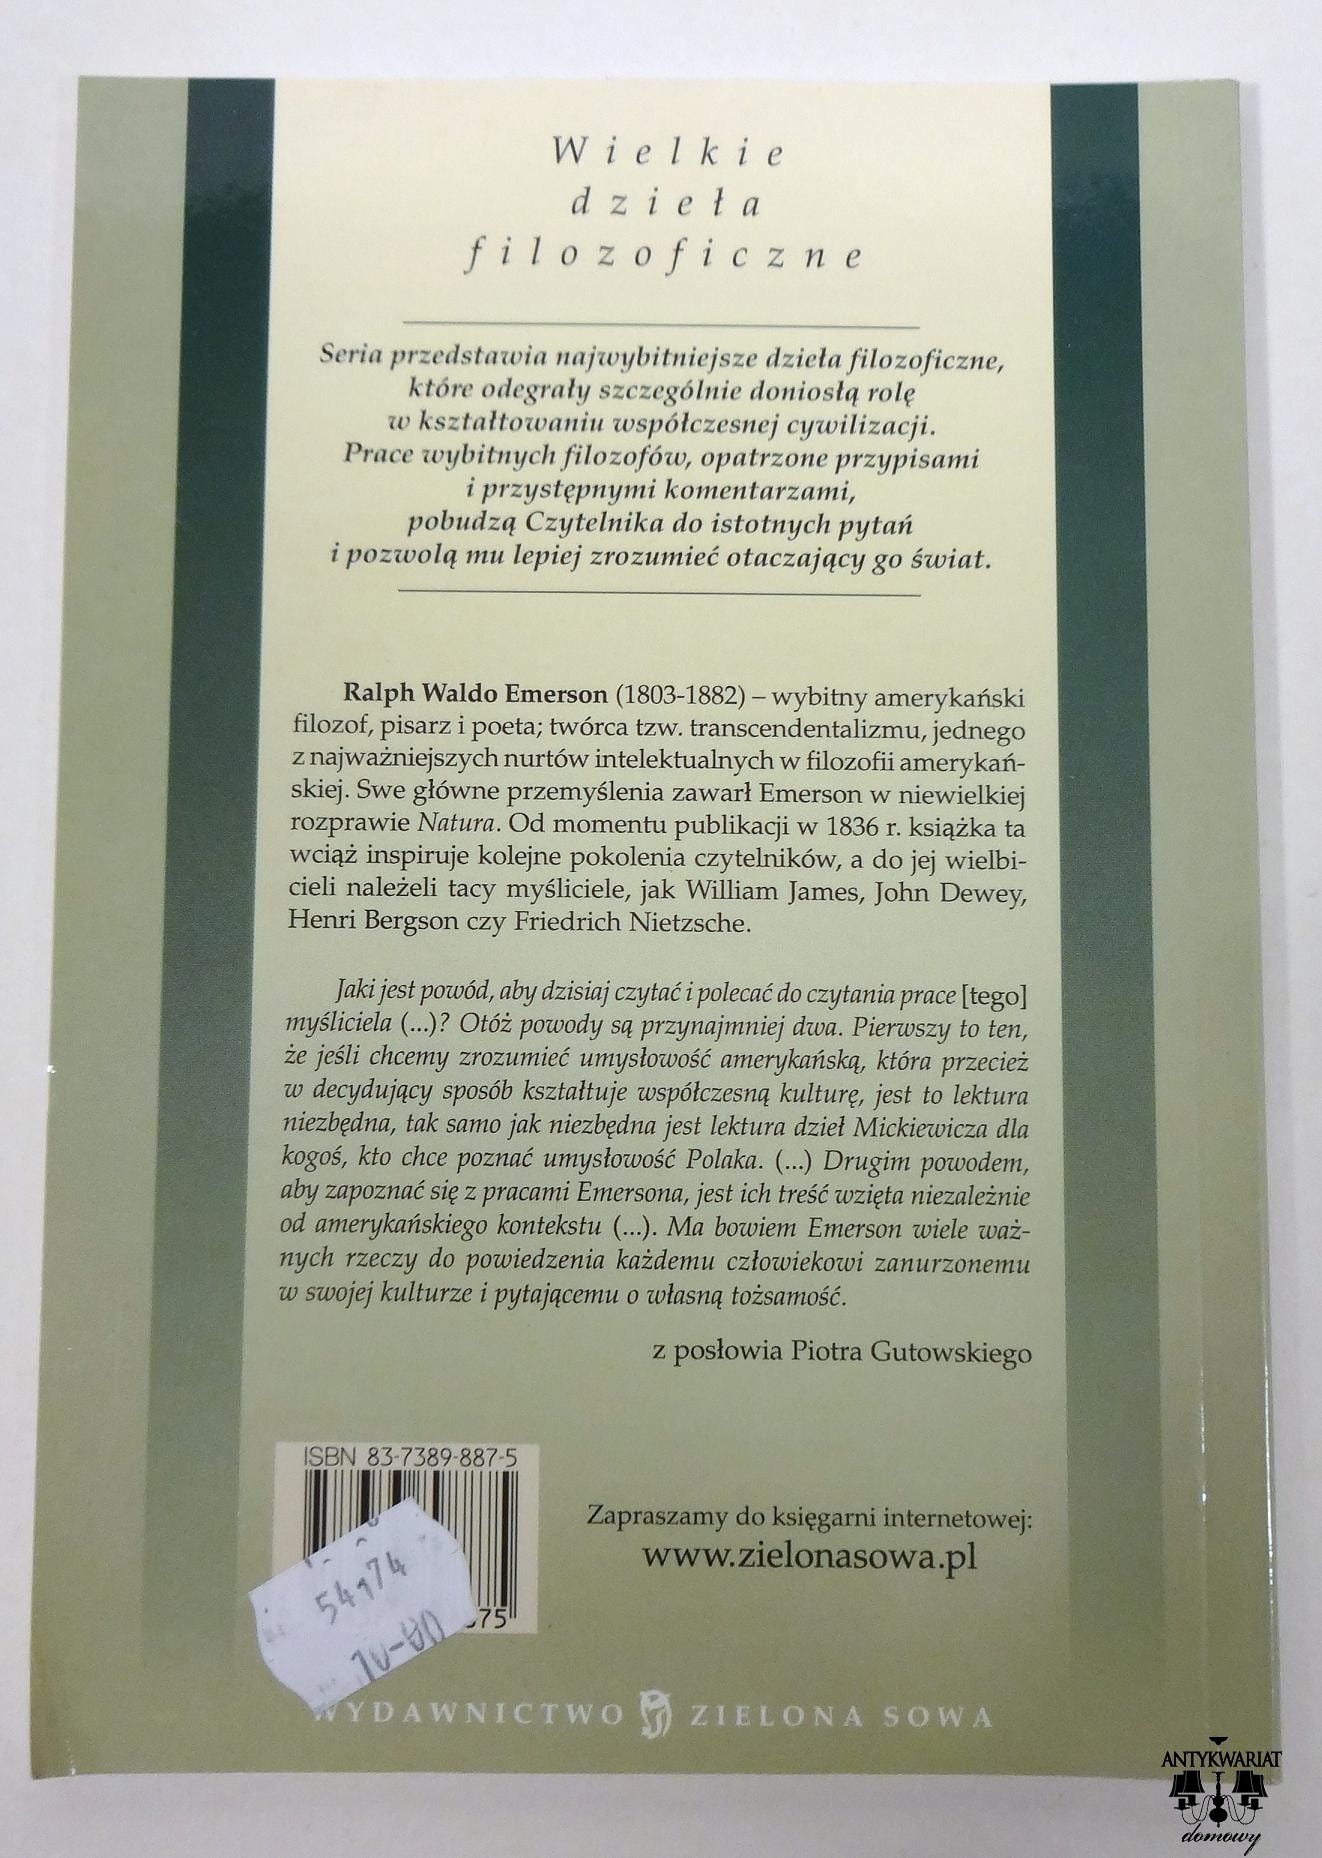 Wielkie
dzieła
filozoficzne
Seria przedstawia najwybitniejsze dzieła filozoficzne,
które odegrały szczególnie doniosłą rolę
w kształtowaniu współczesnej cywilizacji.
Prace wybitnych filozofów, opatrzone przypisami
i przystępnymi komentarzami,
pobudzą Czytelnika do istotnych pytań
i pozwolą mu lepiej zrozumieć otaczający go świat.
Ralph Waldo Emerson (1803-1882) – wybitny amerykański
filozof, pisarz i poeta; twórca tzw. transcendentalizmu, jednego
z najważniejszych nurtów intelektualnych w filozofii amerykań-
skiej. Swe główne przemyślenia zawarł Emerson w niewielkiej
rozprawie Natura. Od momentu publikacji w 1836 r. książka ta
wciąż inspiruje kolejne pokolenia czytelników, a do jej wielbi-
cieli należeli tacy myśliciele, jak William James, John Dewey,
Henri Bergson czy Friedrich Nietzsche.
Jaki jest powód, aby dzisiaj czytać i polecać do czytania prace [tego]
myśliciela (...)? Otóż powody są przynajmniej dwa. Pierwszy to ten,
że jeśli chcemy zrozumieć umysłowość amerykańską, która przecież
w decydujący sposób kształtuje współczesną kulturę, jest to lektura
niezbędna, tak samo jak niezbędna jest lektura dzieł Mickiewicza dla
kogoś, kto chce poznać umysłowość Polaka. (...) Drugim powodem,
aby zapoznać się z pracami Emersona, jest ich treść wzięta niezależnie
od amerykańskiego kontekstu (...). Ma bowiem Emerson wiele waż-
nych rzeczy do powiedzenia każdemu człowiekowi zanurzonemu
w swojej kulturze i pytającemu o własną tożsamość.
z posłowia Piotra Gutowskiego
ISBN 83-7389-887-5
Zapraszamy do księgarni internetowej:
www.zielonasowa.pl
75
WYDAWNICTWO ZIELONA SOWA
ANTYKWARIAT
domowy